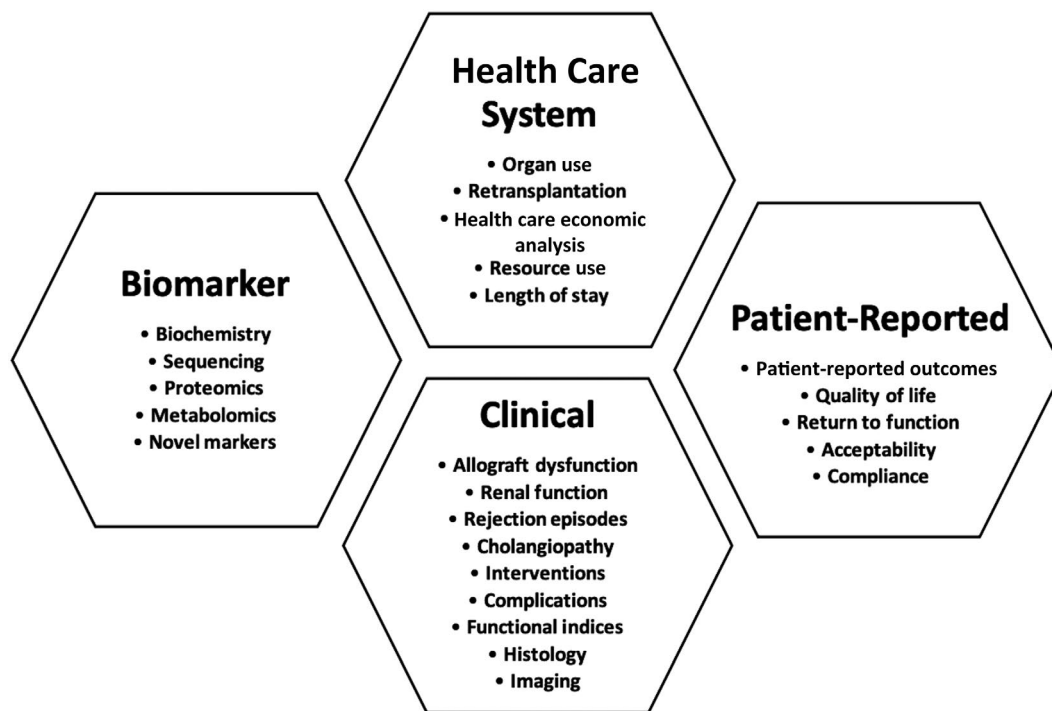 Health Care
System
• Organ use
• Retransplantation
• Health care economic
analysis
• Resource use
• Length of stay
Biomarker
• Biochemistry
• Sequencing
• Proteomics
• Metabolomics
• Novel markers
Patient-Reported
• Patient-reported outcomes
• Quality of life
• Return to function
• Acceptability
• Compliance
Clinical
• Allograft dysfunction
• Renal function
• Rejection episodes
• Cholangiopathy
• Interventions
• Complications
• Functional indices
• Histology
• Imaging